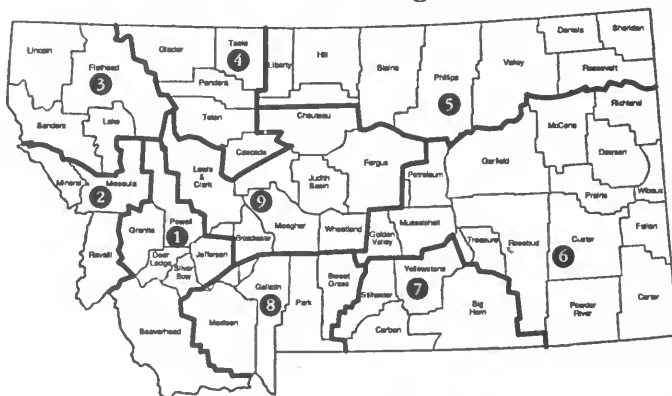 Daniels
Sheridan
Lincoln
Glacier
Toole
4
Liberty
Hill
Blaine
Phillips
5
Valley
Roosevelt
Flathead
3
Pondera
Richland
Teton
Chouteau
McCone
Sanders
Lake
Cascade
Lewis
&
Clark
Fergus
Garfield
Dawson
Judith
Basin
Petroleum
Mineral
2
Missoula
9
Prairie
Wibaux
Powell
1
Granite
Meagher
Wheatland
Golden
Valley
Musselshell
Treasure
Rosebud
Custer
6
Fallon
Ravalli
Deer
Lodge
Silver
Bow
Jefferson
Broadwater
Gallatin
8
Park
Sweet
Grass
Stillwater
Yellowstone
7
Big
Horn
Powder
River
Carter
Carbon
Beaverhead
Madison